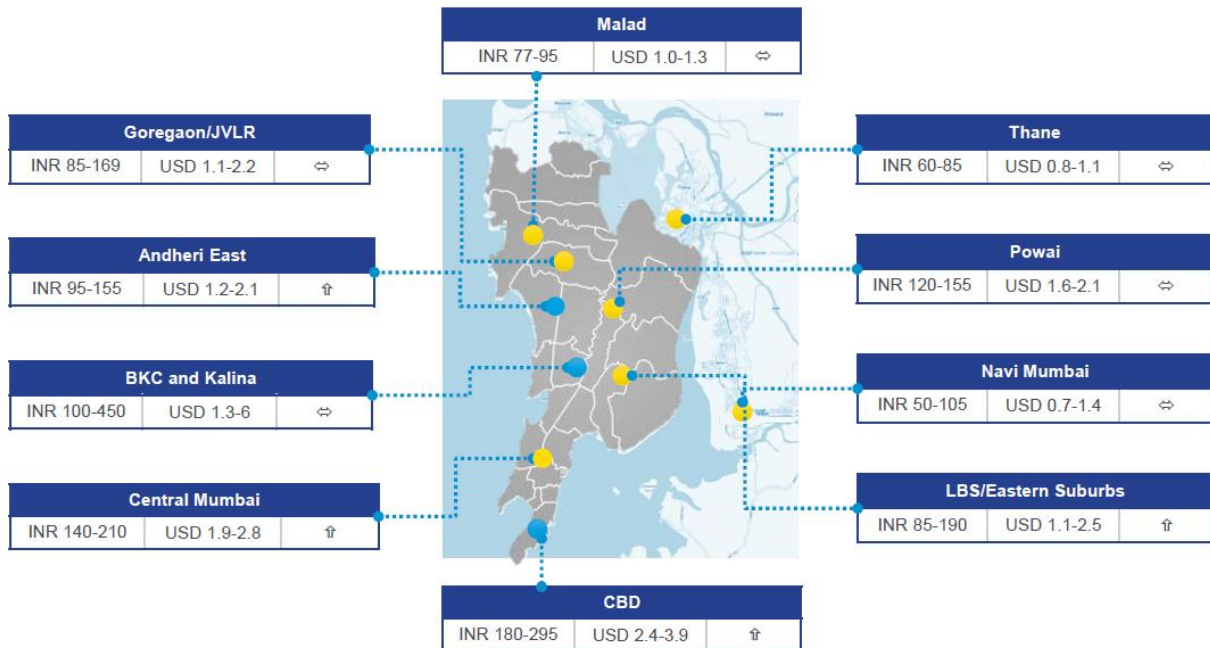 Malad
INR 77-95 USD 1.0-1.3 ⇔
Goregaon/JVLR
INR 85-169 USD 1.1-2.2 ⇔
Thane
INR 60-85 USD 0.8-1.1 ⇔
Andheri East
INR 95-155 USD 1.2-2.1 ⇧
Powai
INR 120-155 USD 1.6-2.1 ⇔
BKC and Kalina
INR 100-450 USD 1.3-6 ⇔
Navi Mumbai
INR 50-105 USD 0.7-1.4 ⇔
Central Mumbai
INR 140-210 USD 1.9-2.8 ⇧
LBS/Eastern Suburbs
INR 85-190 USD 1.1-2.5 ⇧
CBD
INR 180-295 USD 2.4-3.9 ⇧